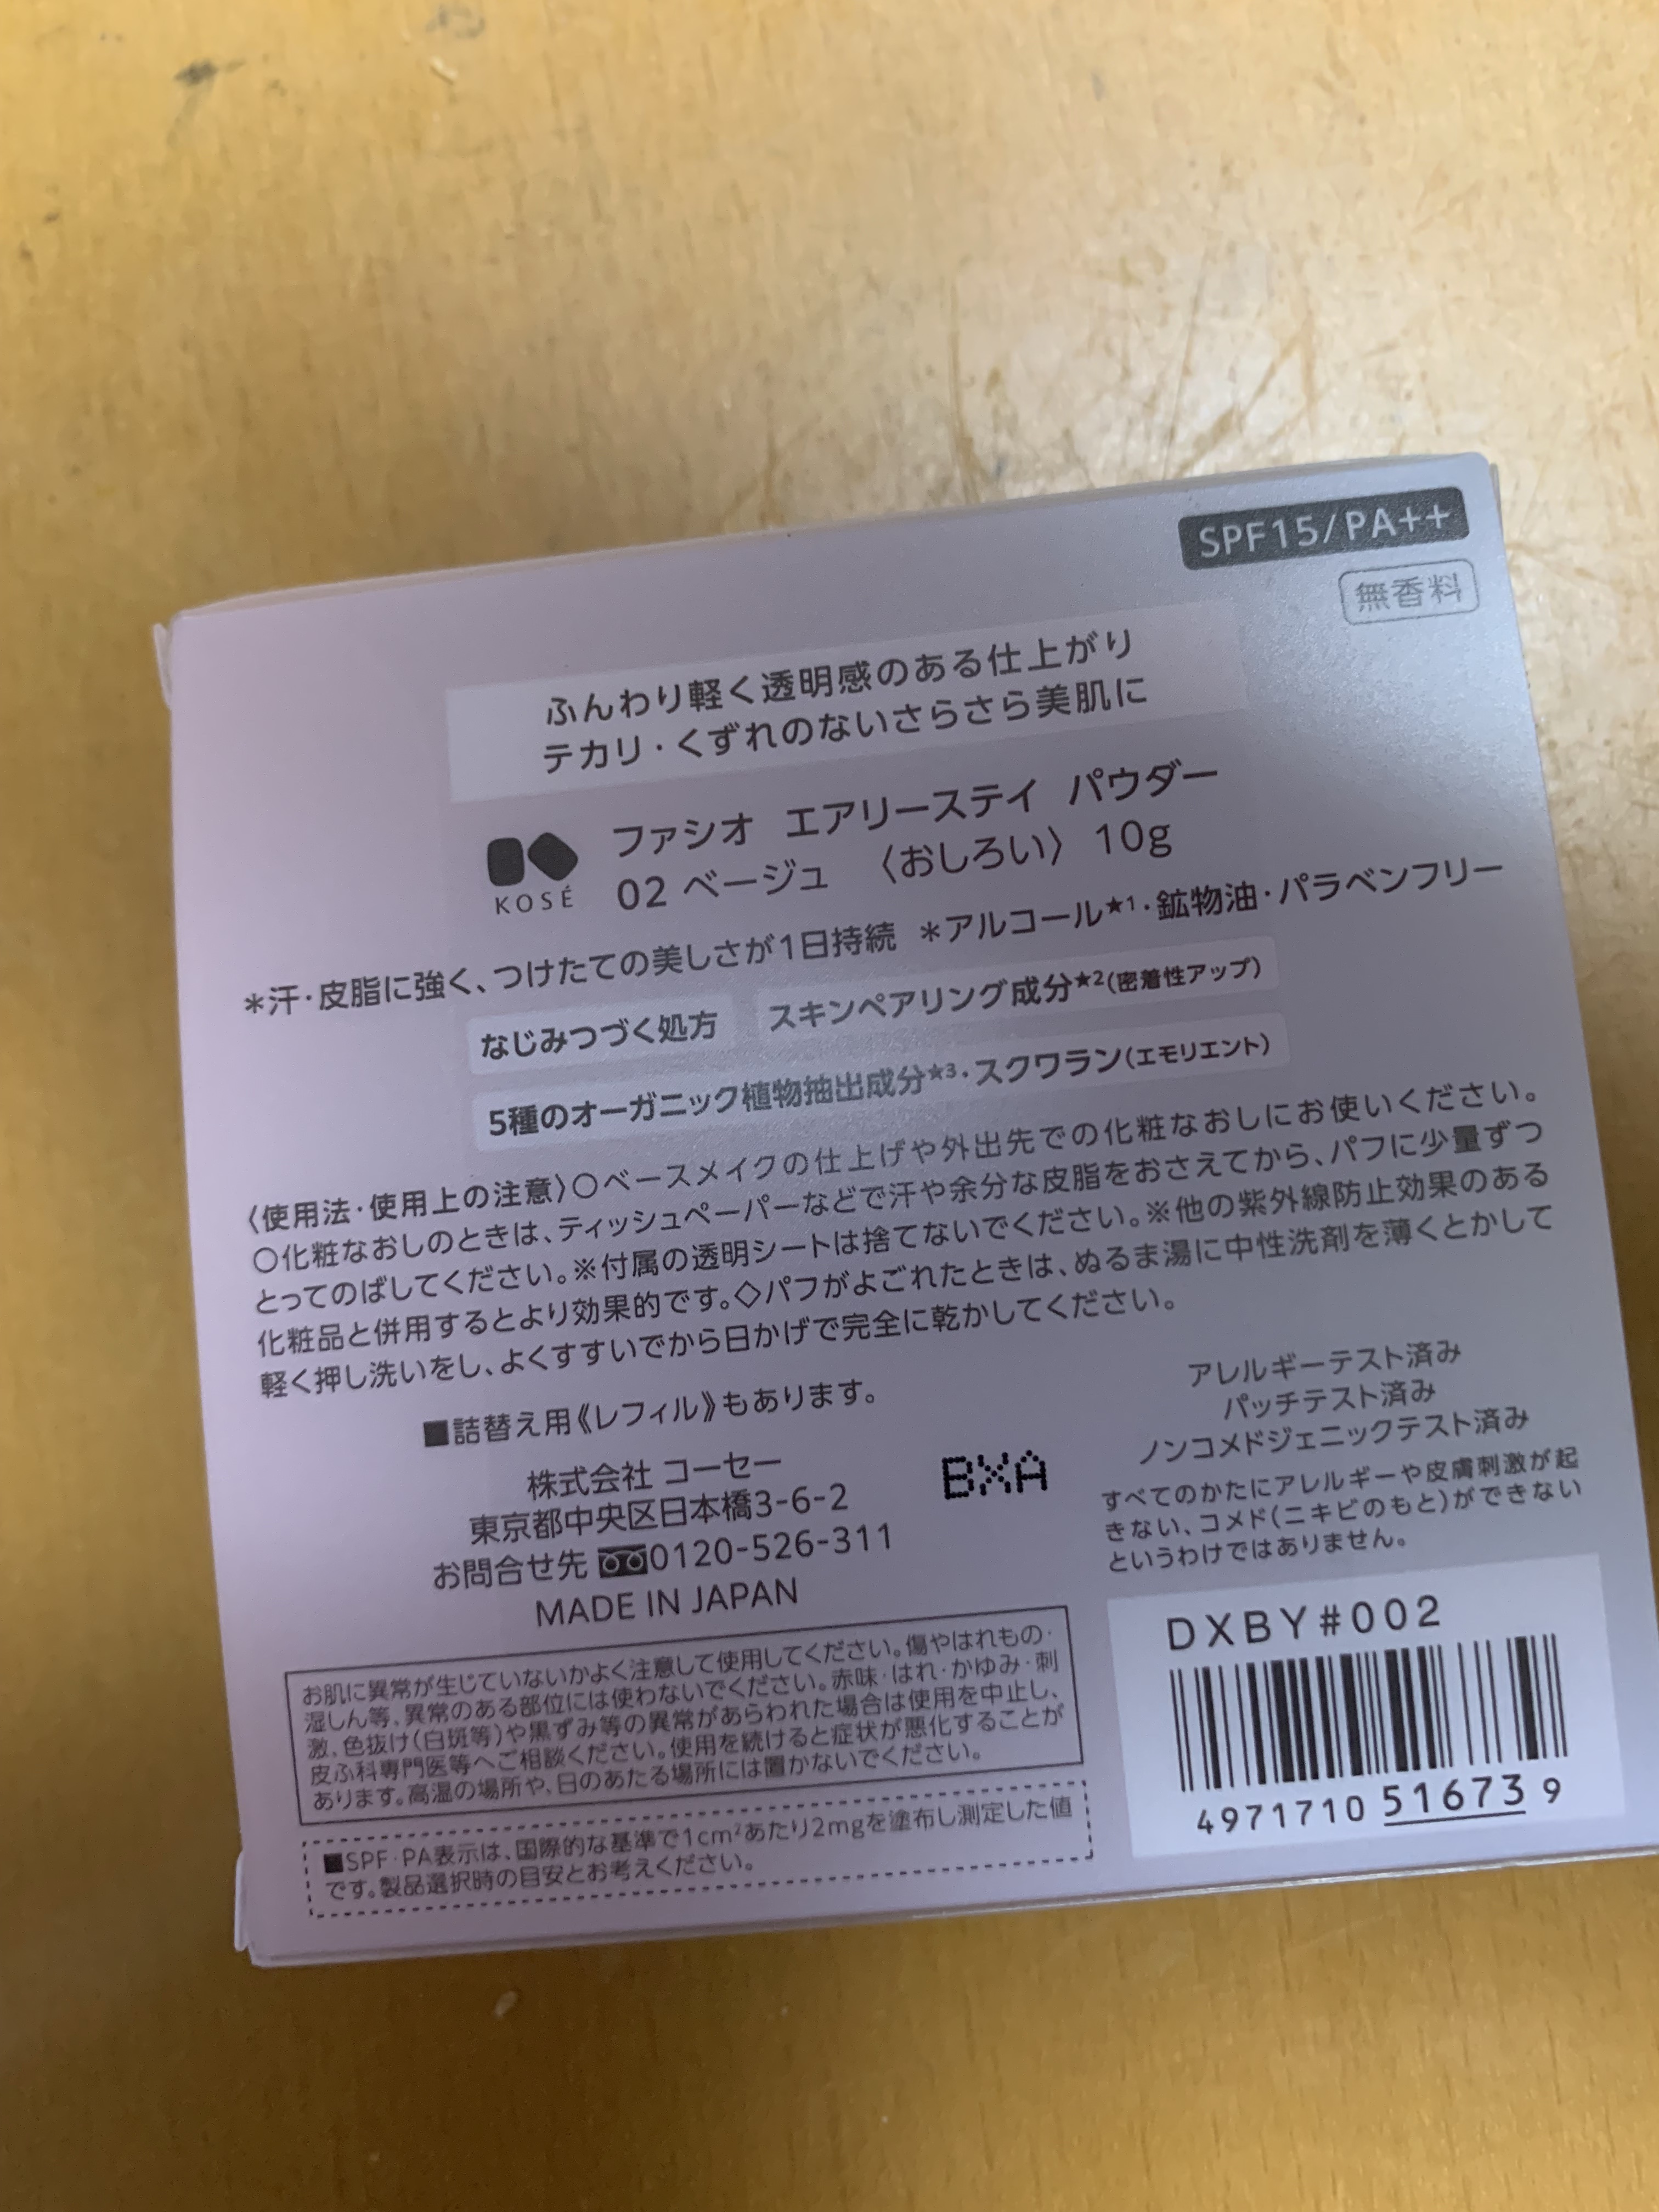 SPF15/PA++
無香料
ふんわり軽く透明感のある仕上がり
テカリ・くずれのないさらさら美肌に
KOSÉ
ファシオ エアリーステイ パウダー
02 ベージュ 〈おしろい〉 10g
＊汗・皮脂に強く、つけたての美しさが1日持続 ＊アルコール★1・鉱物油・パラベンフリー
なじみつづく処方 スキンペアリング成分★2(密着性アップ)
5種のオーガニック植物抽出成分★3・スクワラン(エモリエント)
〈使用法・使用上の注意〉○ベースメイクの仕上げや外出先での化粧なおしにお使いください。
○化粧なおしのときは、ティッシュペーパーなどで汗や余分な皮脂をおさえてから、パフに少量ずつ
とってのばしてください。※付属の透明シートは捨てないでください。※他の紫外線防止効果のある
化粧品と併用するとより効果的です。◇パフがよごれたときは、ぬるま湯に中性洗剤を薄くとかして
軽く押し洗いをし、よくすすいでから日かげで完全に乾かしてください。
■詰替え用《レフィル》もあります。
株式会社 コーセー
東京都中央区日本橋3-6-2
お問合せ先 0120-526-311
MADE IN JAPAN
BXA
アレルギーテスト済み
パッチテスト済み
ノンコメドジェニックテスト済み
すべてのかたにアレルギーや皮膚刺激が起
きない、コメド(ニキビのもと)ができない
というわけではありません。
お肌に異常が生じていないかよく注意して使用してください。傷やはれもの・
湿しん等、異常のある部位には使わないでください。赤味・はれ・かゆみ・刺
激、色抜け(白斑等)や黒ずみ等の異常があらわれた場合は使用を中止し、
皮ふ科専門医等へご相談ください。使用を続けると症状が悪化することが
あります。高温の場所や、日のあたる場所には置かないでください。
■SPF・PA表示は、国際的な基準で1cm²あたり2mgを塗布し測定した値
です。製品選択時の目安とお考えください。
DXBY#002
4971710 516739